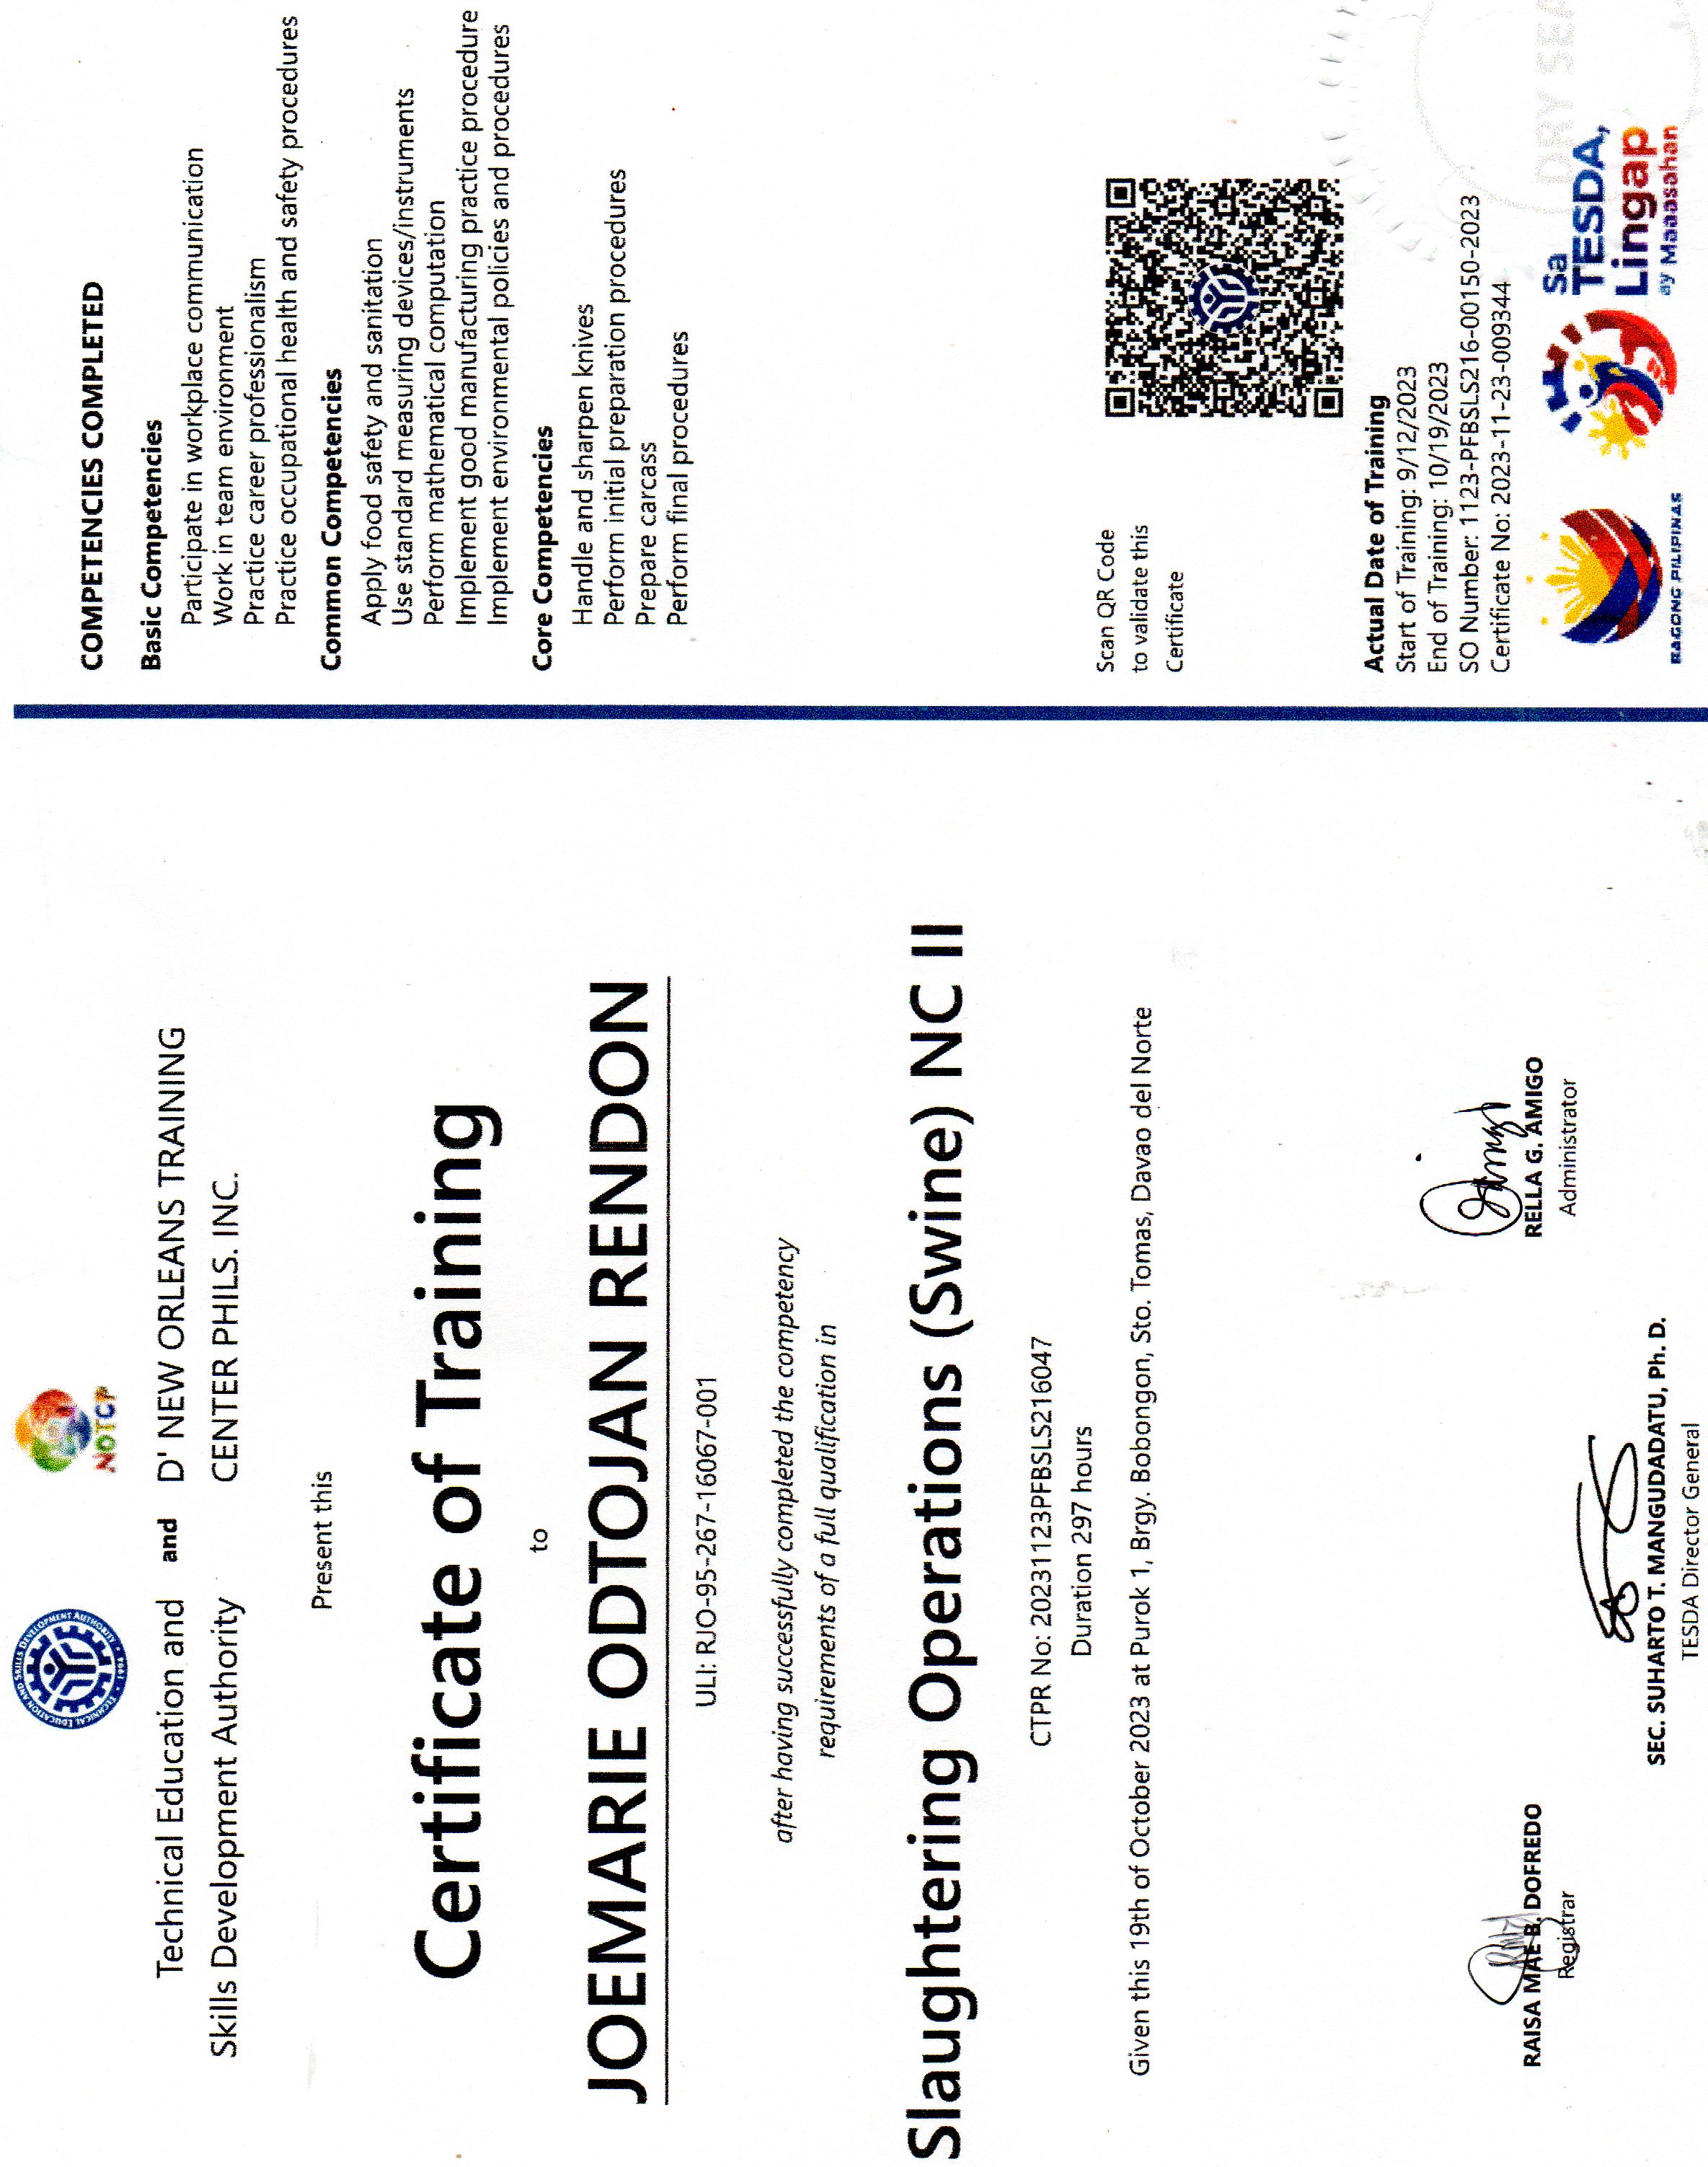 TECHNICAL EDUCATION AND SKILLS DEVELOPMENT AUTHORITY
1994
NOTCP
Technical Education and
Skills Development Authority
and
D' NEW ORLEANS TRAINING
CENTER PHILS. INC.
Present this
Certificate of Training
to
JOEMARIE ODTOJAN RENDON
ULI: RJO-95-267-16067-001
after having successfully completed the competency
requirements of a full qualification in
Slaughtering Operations (Swine) NC II
CTPR No: 20231123PFBSLS216047
Duration 297 hours
Given this 19th of October 2023 at Purok 1, Brgy. Bobongon, Sto. Tomas, Davao del Norte
RAISA MAE B. DOFREDO
Registrar
RELLA G. AMIGO
Administrator
SEC. SUHARTO T. MANGUDADATU, Ph. D.
TESDA Director General
COMPETENCIES COMPLETED
Basic Competencies
Participate in workplace communication
Work in team environment
Practice career professionalism
Practice occupational health and safety procedures
Common Competencies
Apply food safety and sanitation
Use standard measuring devices/instruments
Perform mathematical computation
Implement good manufacturing practice procedure
Implement environmental policies and procedures
Core Competencies
Handle and sharpen knives
Perform initial preparation procedures
Prepare carcass
Perform final procedures
Scan QR Code
to validate this
Certificate
Actual Date of Training
Start of Training: 9/12/2023
End of Training: 10/19/2023
SO Number: 1123-PFBSLS216-00150-2023
Certificate No: 2023-11-23-009344
DRY SEA
BAGONG PILIPINAS
Sa
TESDA,
Lingap
ay Maaasahan